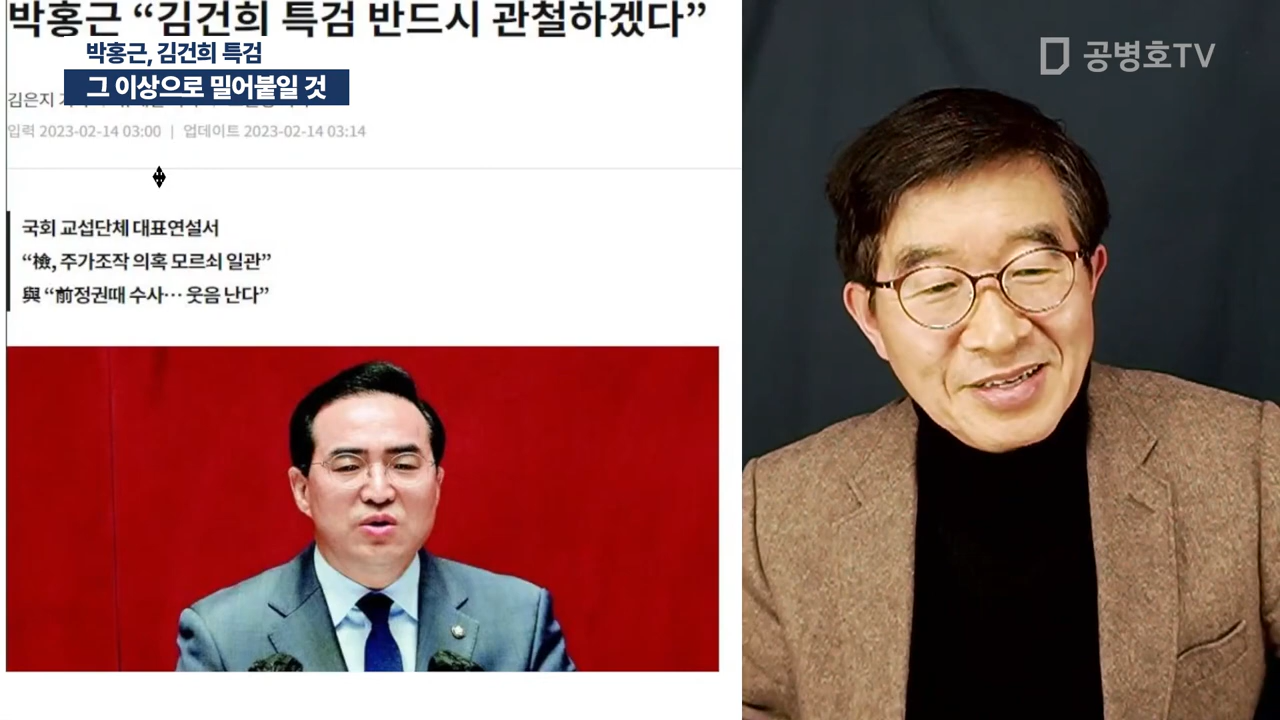 박홍근 “김건희 특검 반드시 관철하겠다”
박홍근, 김건희 특검
그 이상으로 밀어붙일 것
김은지
입력 2023-02-14 03:00 | 업데이트 2023-02-14 03:14
국회 교섭단체 대표연설서
“檢, 주가조작 의혹 모르쇠 일관”
與 “前정권때 수사… 웃음 난다”
공병호TV